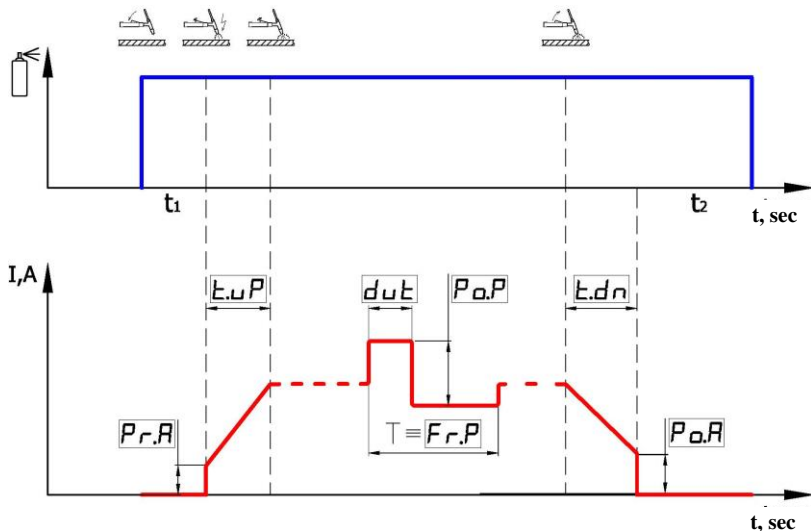 t1
t2
t, sec
I,A
t.uP
dut
Po.P
t.dn
Pr.A
T ≡ Fr.P
Po.A
t, sec